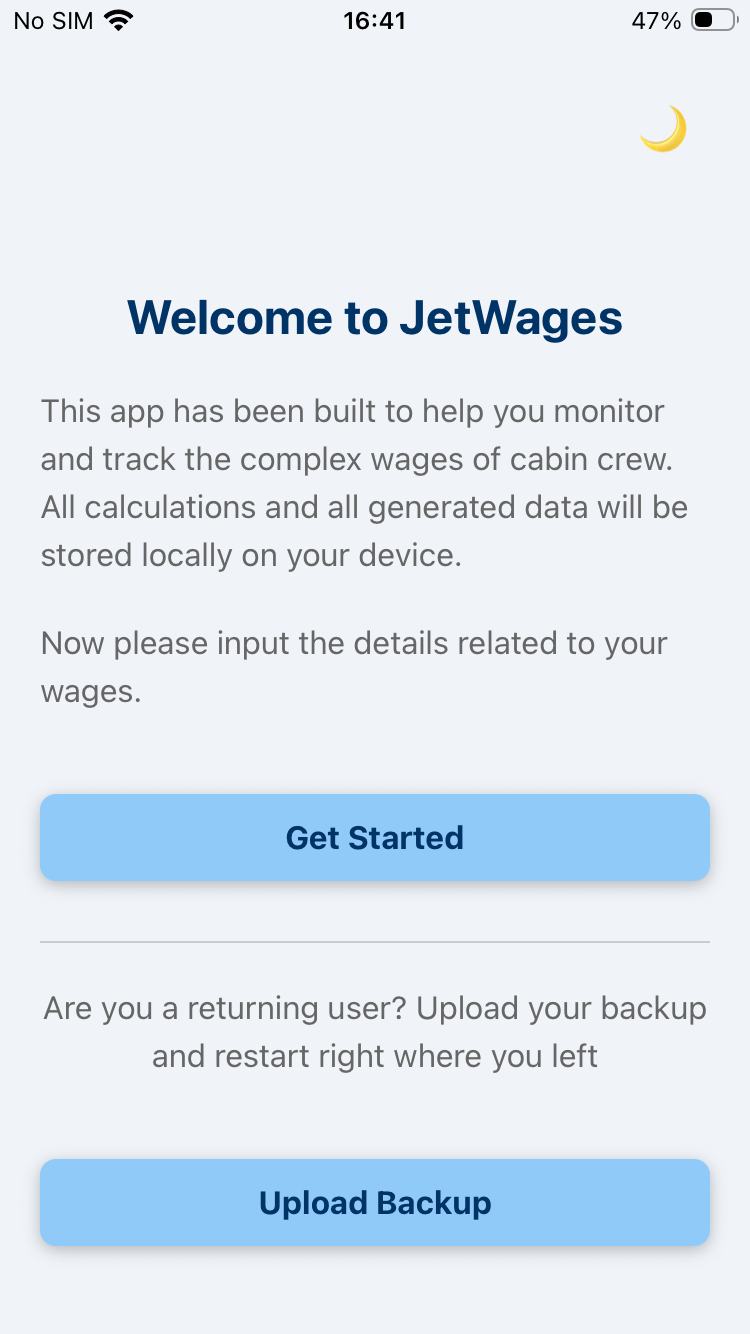 No SIM 16:41 47%
Welcome to JetWages
This app has been built to help you monitor
and track the complex wages of cabin crew.
All calculations and all generated data will be
stored locally on your device.
Now please input the details related to your
wages.
Get Started
Are you a returning user? Upload your backup
and restart right where you left
Upload Backup